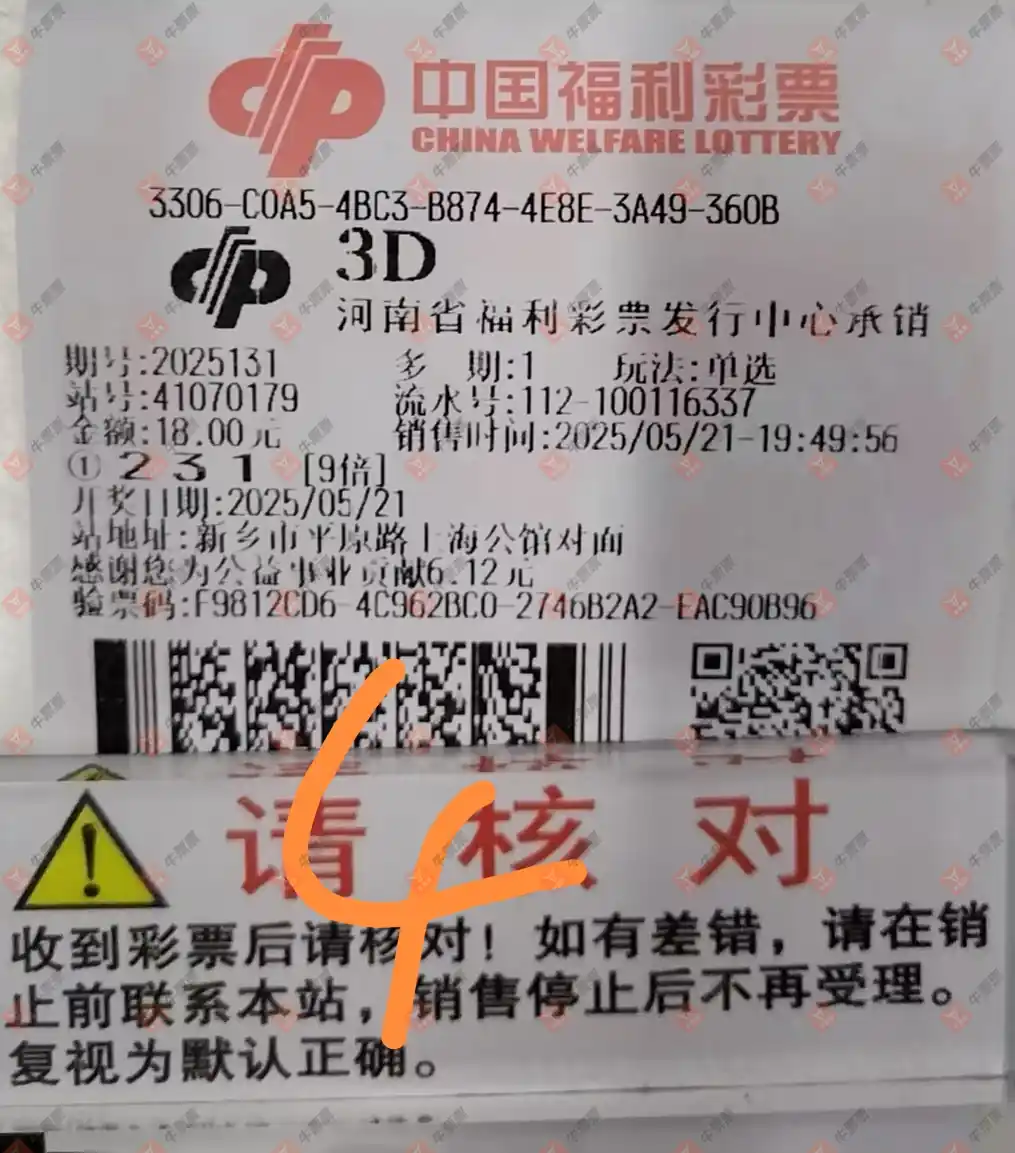 中国福利彩票
CHINA WELFARE LOTTERY
3306-C0A5-4BC3-B874-4E8E-3A49-360B
3D
河南省福利彩票发行中心承销
期号:2025131 多 期:1 玩法:单选
站号:41070179 流水号:112-100116337
金额:18.00元 销售时间:2025/05/21-19:49:56
① 2 3 1 [9倍]
开奖日期:2025/05/21
站地址:新乡市平原路上海公馆对面
感谢您为公益事业贡献6.12元
验票码:F9812CD6-4C962BC0-2746B2A2-EAC90B96
请核对
4
收到彩票后请核对！如有差错，请在销
止前联系本站，销售停止后不再受理。
复视为默认正确。
牛票票